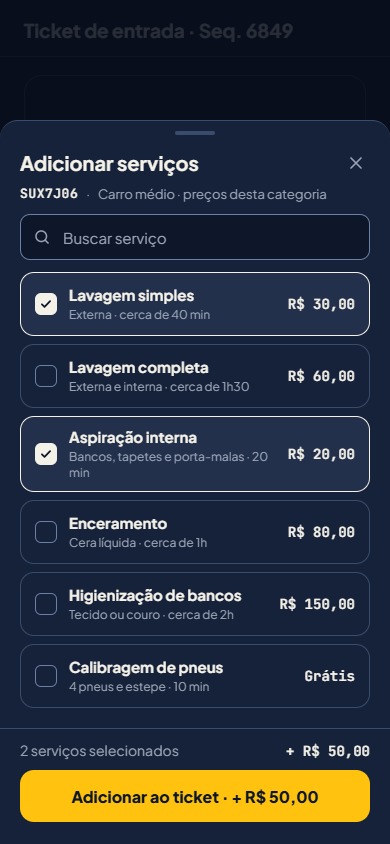 Ticket de entrada · Seq. 6849
Adicionar serviços
SUX7J06 · Carro médio · preços desta categoria
Buscar serviço
Lavagem simples
R$ 30,00
Externa · cerca de 40 min
Lavagem completa
R$ 60,00
Externa e interna · cerca de 1h30
Aspiração interna
R$ 20,00
Bancos, tapetes e porta-malas · 20
min
Enceramento
R$ 80,00
Cera líquida · cerca de 1h
Higienização de bancos
R$ 150,00
Tecido ou couro · cerca de 2h
Calibragem de pneus
Grátis
4 pneus e estepe · 10 min
2 serviços selecionados
+ R$ 50,00
Adicionar ao ticket · + R$ 50,00